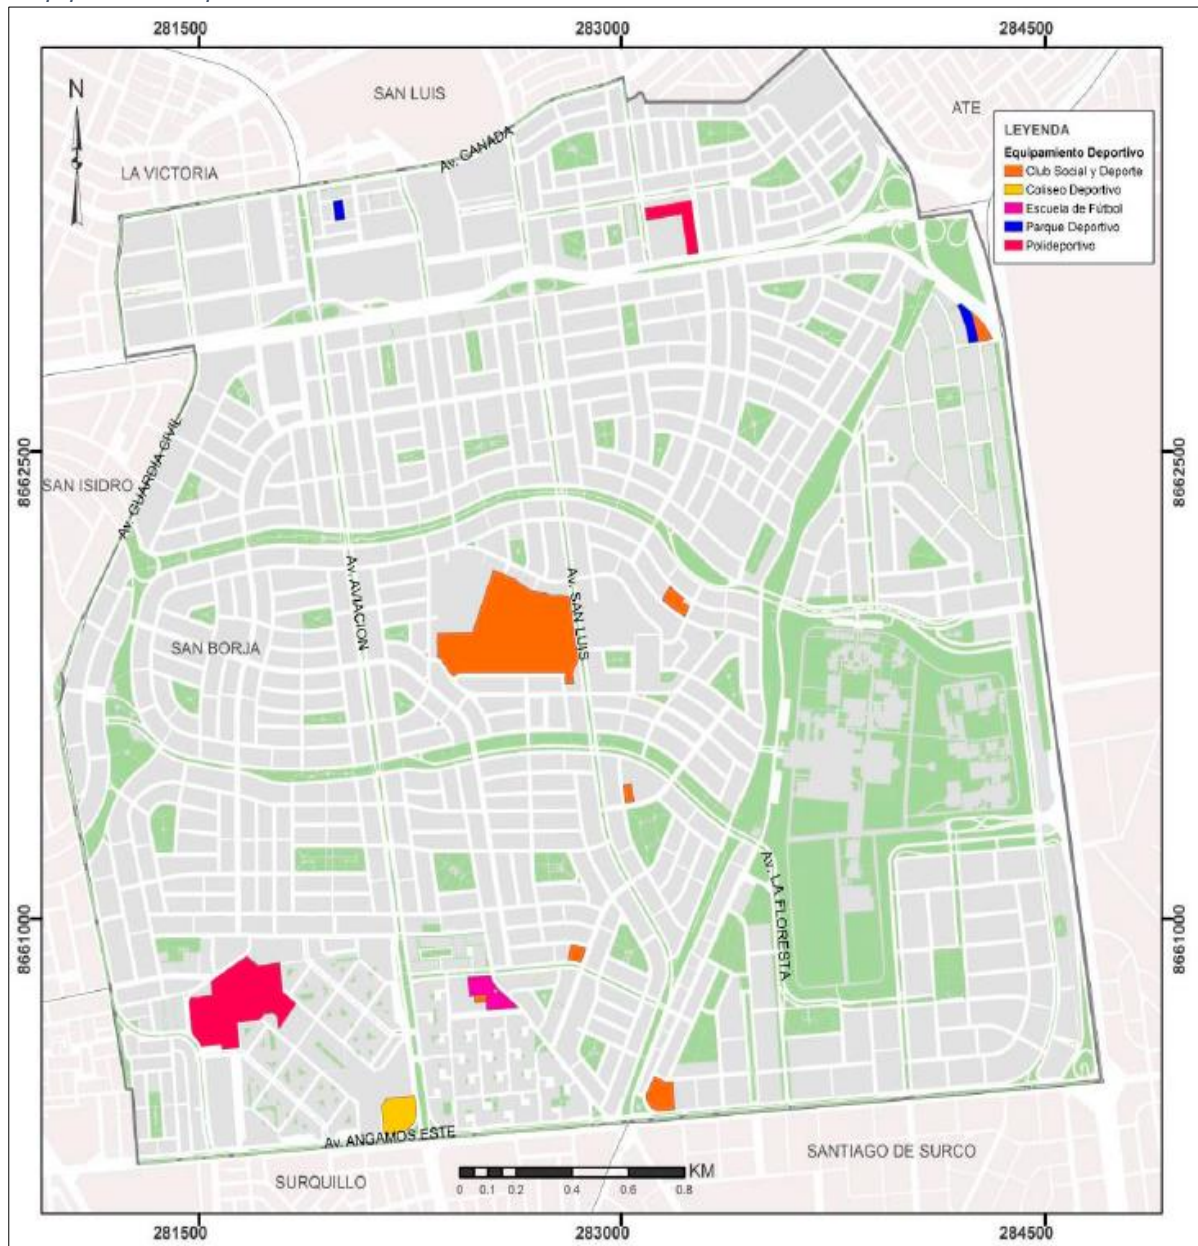 281500
283000
284500
N
SAN LUIS
ATE
LA VICTORIA
Av. CANADA
LEYENDA
Equipamiento Deportivo
Club Social y Deporte
Coliseo Deportivo
Escuela de Fútbol
Parque Deportivo
Polideportivo
8662500
8662500
SAN ISIDRO
Av. GUARDIA CIVIL
Av. AVIACION
Av. SAN LUIS
SAN BORJA
Av. LA FLORESTA
8661000
8661000
Av. ANGAMOS ESTE
SANTIAGO DE SURCO
SURQUILLO
KM
0 0.1 0.2 0.4 0.6 0.8
281500
283000
284500